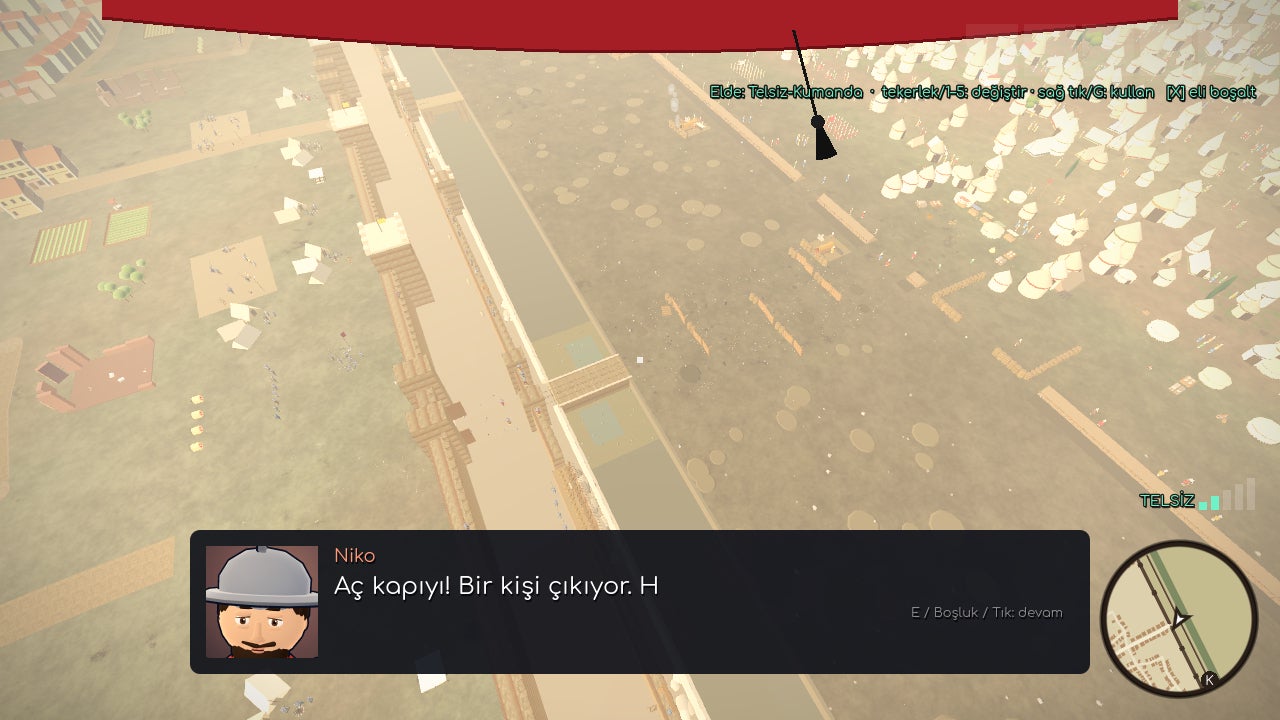 Elde: Telsiz-Kumanda · tekerlek/1-5: değiştir · sağ tık/G: kullan [X] eli boşalt
TELSİZ
Niko
Aç kapıyı! Bir kişi çıkıyor. H
E / Boşluk / Tık: devam
K